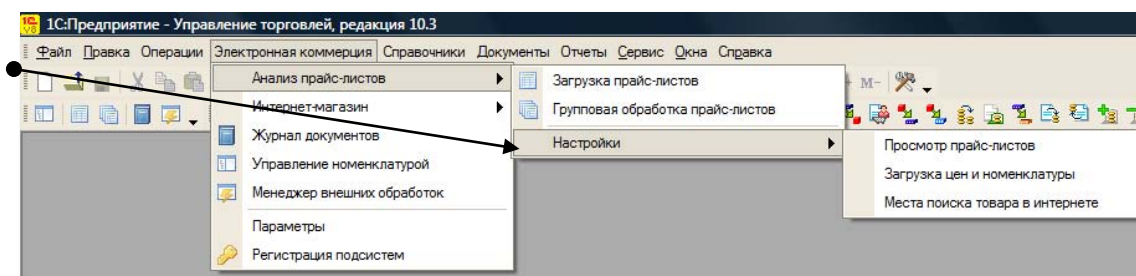 1С:Предприятие - Управление торговлей, редакция 10.3
Файл Правка Операции Электронная коммерция Справочники Документы Отчеты Сервис Окна Справка
Анализ прайс-листов
Интернет-магазин
Журнал документов
Управление номенклатурой
Менеджер внешних обработок
Параметры
Регистрация подсистем
Загрузка прайс-листов
Групповая обработка прайс-листов
Настройки
Просмотр прайс-листов
Загрузка цен и номенклатуры
Места поиска товара в интернете
M-